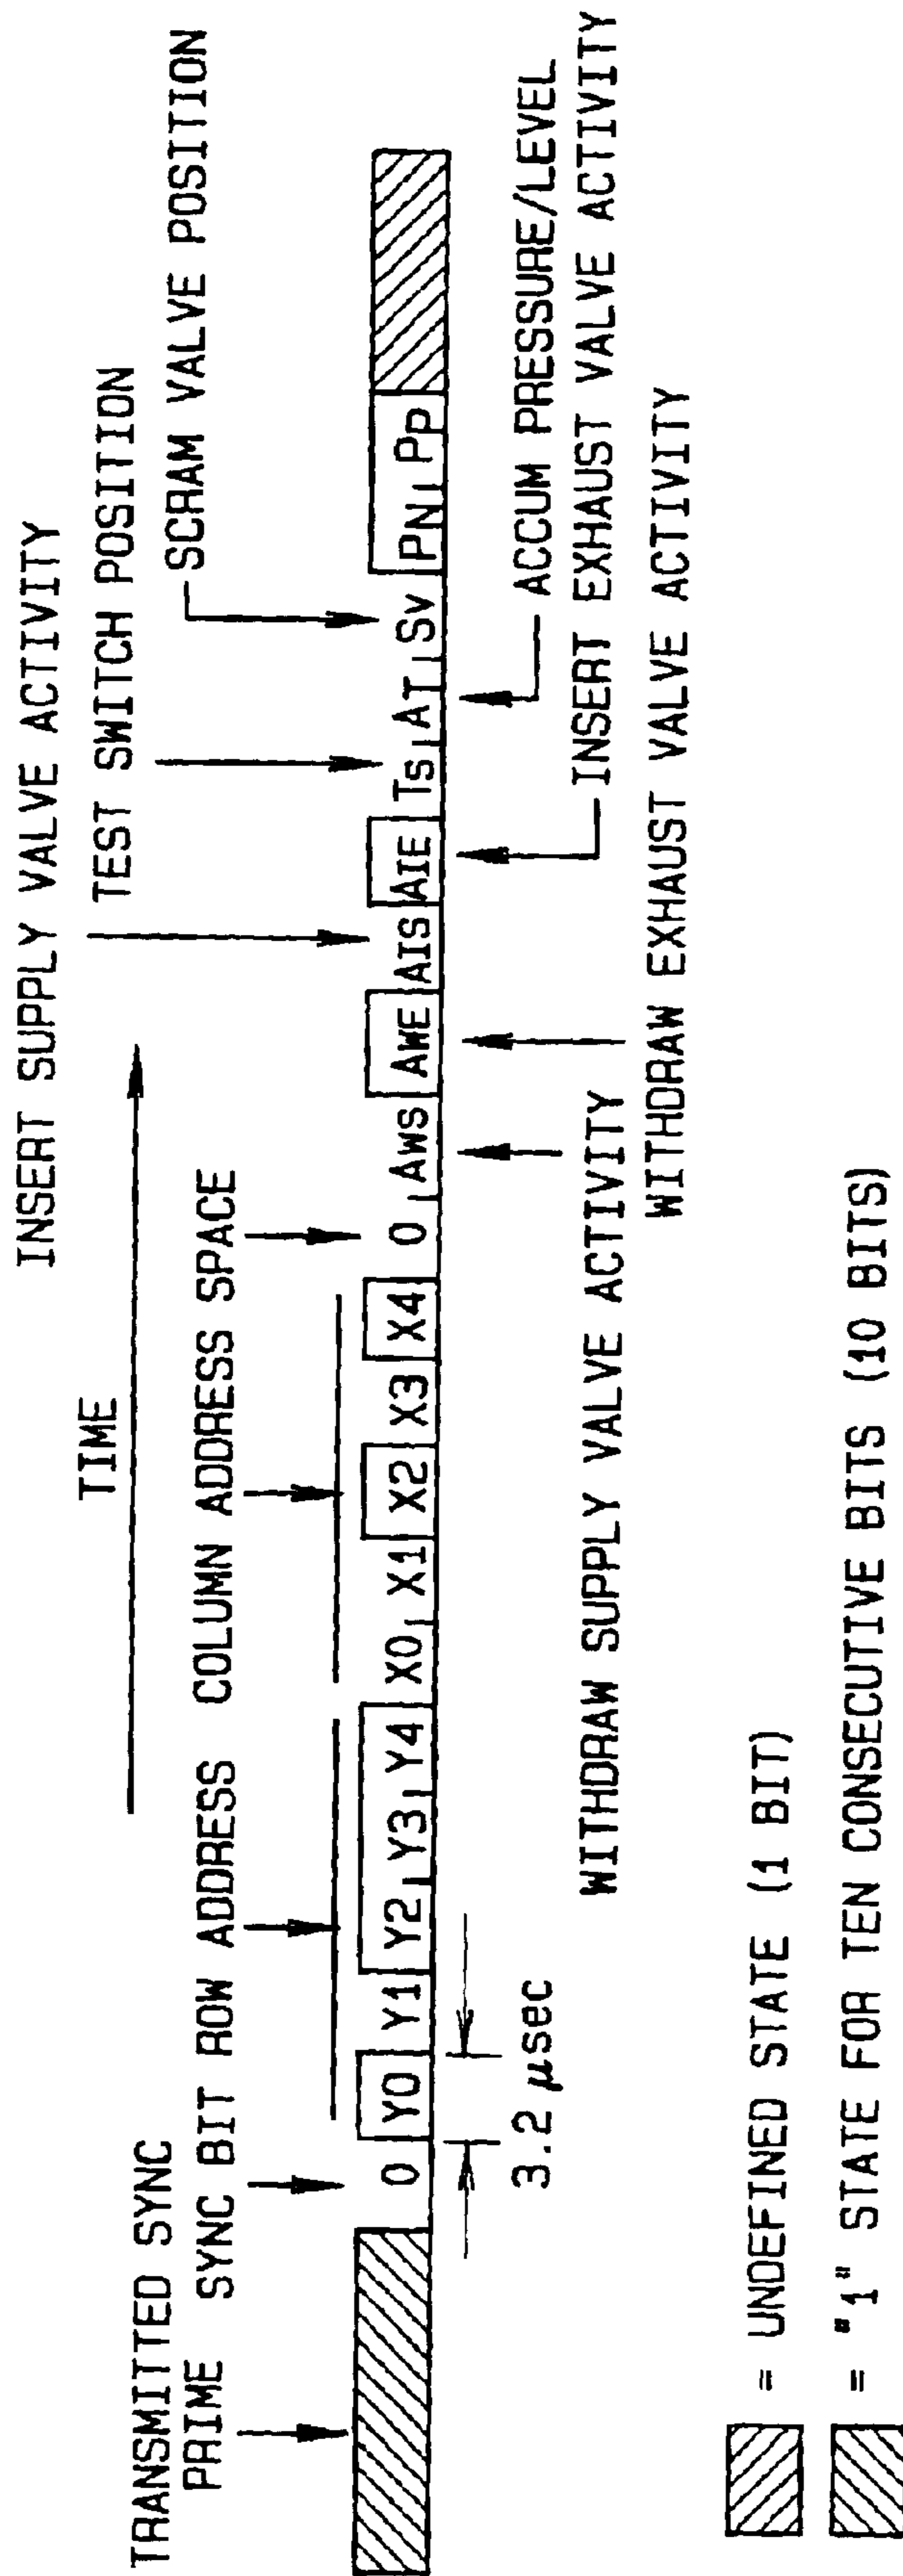 INSERT SUPPLY VALVE ACTIVITY
TIME
TEST SWITCH POSITION
TRANSMITTED SYNC
PRIME
SYNC BIT
ROW ADDRESS
COLUMN ADDRESS
SPACE
SCRAM VALVE POSITION
0 Y0 Y1 Y2 Y3 Y4 X0 X1 X2 X3 X4 0 AWS AWE AIS AIE TS AT SV PN PP
3.2 µsec
ACCUM PRESSURE/LEVEL
INSERT EXHAUST VALVE ACTIVITY
WITHDRAW SUPPLY VALVE ACTIVITY
WITHDRAW EXHAUST VALVE ACTIVITY
= UNDEFINED STATE (1 BIT)
= "1" STATE FOR TEN CONSECUTIVE BITS (10 BITS)